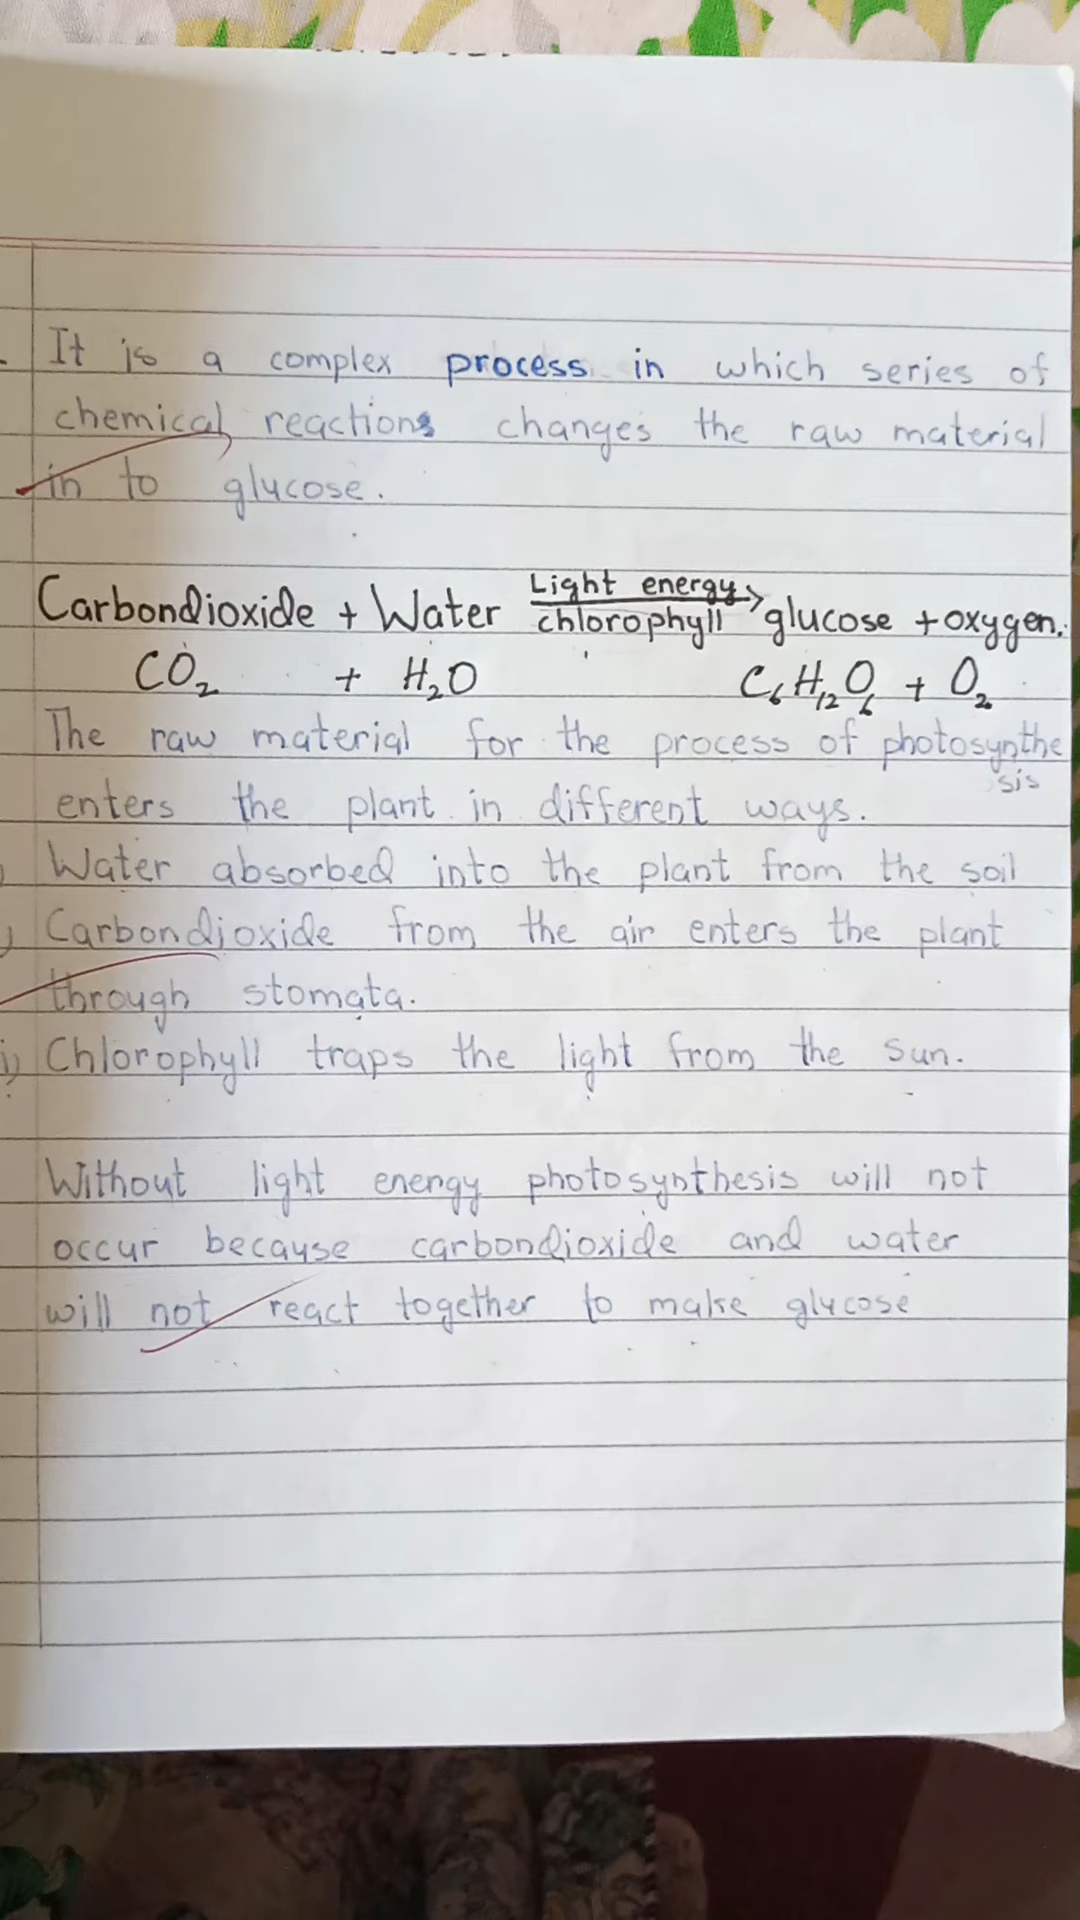 It is a complex process in which series of
chemical reactions changes the raw material
in to glucose.
Light energy
Carbondioxide + Water → glucose + oxygen.
chlorophyll
CO₂ + H₂O C₆H₁₂O₆ + O₂
The raw material for the process of photosynthe
sis
enters the plant in different ways.
Water absorbed into the plant from the soil
Carbondioxide from the air enters the plant
through stomata.
i) Chlorophyll traps the light from the sun.
Without light energy photosynthesis will not
occur because carbondioxide and water
will not react together to make glucose